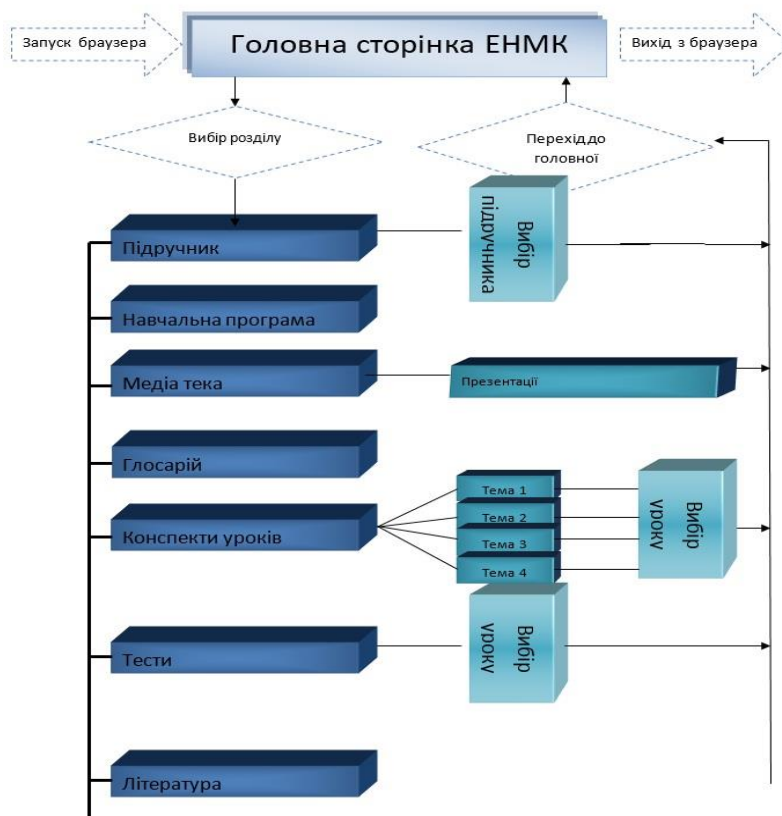 Запуск браузера
Головна сторінка ЕНМК
Вихід з браузера
Вибір розділу
Перехіддо
головної
Підручник
Вибір
підручника
Навчальна програма
Медіа тека
Презентації
Глосарій
Конспекти уроків
Тема 1
Тема 2
Тема 3
Тема 4
Вибір
уроку
Тести
Вибір
уроку
Література